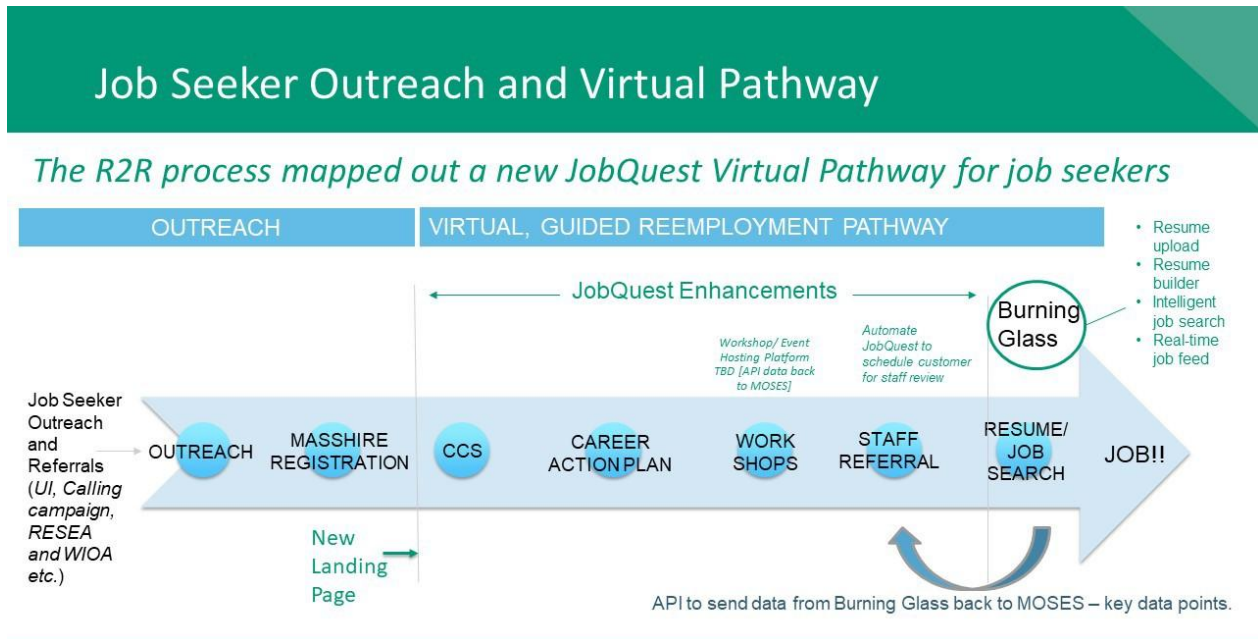 Job Seeker Outreach and Virtual Pathway
The R2R process mapped out a new JobQuest Virtual Pathway for job seekers
OUTREACH
VIRTUAL, GUIDED REEMPLOYMENT PATHWAY
• Resume
upload
• Resume
builder
• Intelligent
job search
• Real-time
job feed
JobQuest Enhancements
Burning
Glass
Workshop/ Event
Hosting Platform
TBD [API data back
to MOSES]
Automate
JobQuest to
schedule customer
for staff review
Job Seeker
Outreach
and
Referrals
(UI, Calling
campaign,
RESEA
and WIOA
etc.)
OUTREACH
MASSHIRE
REGISTRATION
CCS
CAREER
ACTION PLAN
WORK
SHOPS
STAFF
REFERRAL
RESUME/
JOB
SEARCH
JOB!!
New
Landing
Page
API to send data from Burning Glass back to MOSES – key data points.